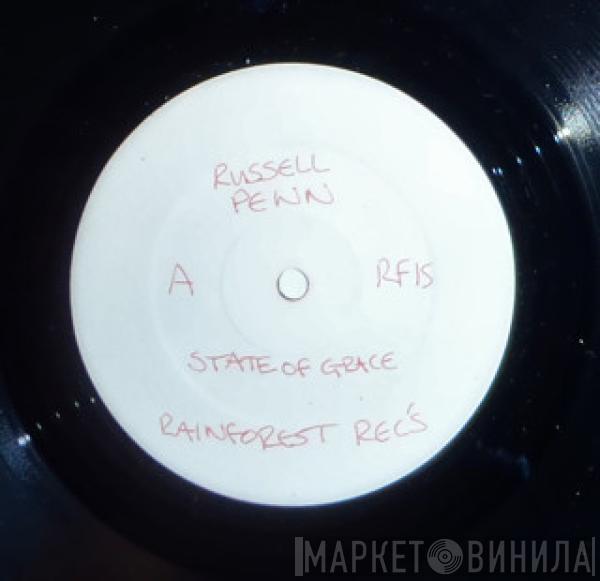 RUSSELL
PENN
A
RF15
STATE OF GRACE
RAINFOREST REC'S
МАРКЕТ ВИНИЛА